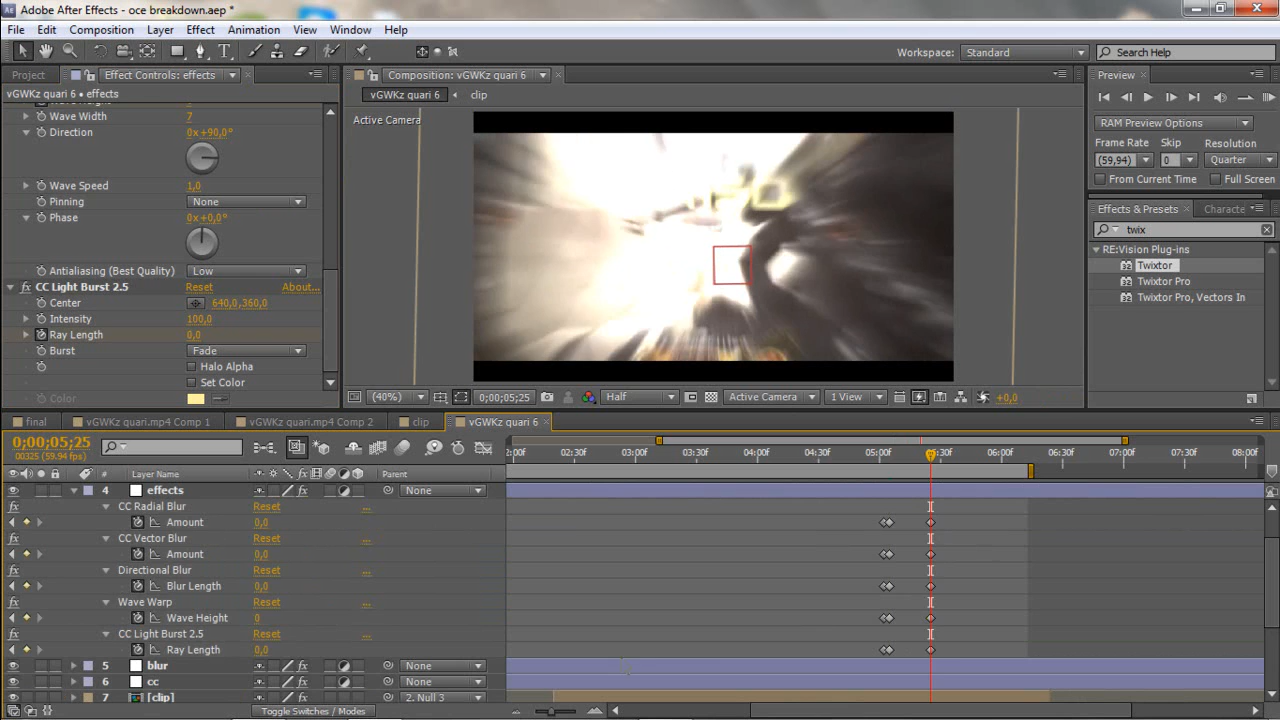 Adobe After Effects - oce breakdown.aep *
File Edit Composition Layer Effect Animation View Window Help
Workspace: Standard Search Help
Project Effect Controls: effects
vGWKz quari 6 • effects
Wave Height
Wave Width 7
Direction 0x+90,0°
Wave Speed 1,0
Pinning None
Phase 0x+0,0°
Antialiasing (Best Quality) Low
CC Light Burst 2.5 Reset About...
Center 640,0,360,0
Intensity 100,0
Ray Length 0,0
Burst Fade
Halo Alpha
Set Color
Color
Composition: vGWKz quari 6
vGWKz quari 6 clip
Active Camera
(40%) 0;00;05;25 Half Active Camera 1 View +0,0
Preview
RAM Preview Options
Frame Rate Skip Resolution
(59,94) 0 Quarter
From Current Time Full Screen
Effects & Presets Characte
twix
RE:Vision Plug-ins
Twixtor
Twixtor Pro
Twixtor Pro, Vectors In
final vGWKz quari.mp4 Comp 1 vGWKz quari.mp4 Comp 2 clip vGWKz quari 6
0;00;05;25
00325 (59.94 fps)
2:00f 02:30f 03:00f 03:30f 04:00f 04:30f 05:00f 05:30f 06:00f 06:30f 07:00f 07:30f 08:00f
# Layer Name Parent
4 effects None
CC Radial Blur Reset ...
Amount 0,0
CC Vector Blur Reset ...
Amount 0,0
Directional Blur Reset ...
Blur Length 0,0
Wave Warp Reset ...
Wave Height 0
CC Light Burst 2.5 Reset ...
Ray Length 0,0
5 blur None
6 cc None
7 [clip] 2. Null 3
Toggle Switches / Modes